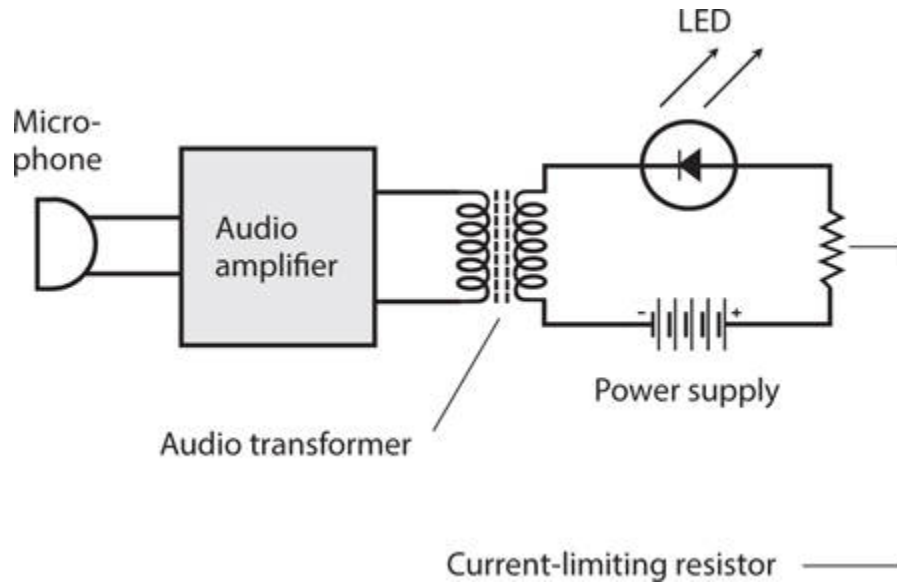 LED
Micro-
phone
Audio
amplifier
- +
Power supply
Audio transformer
Current-limiting resistor